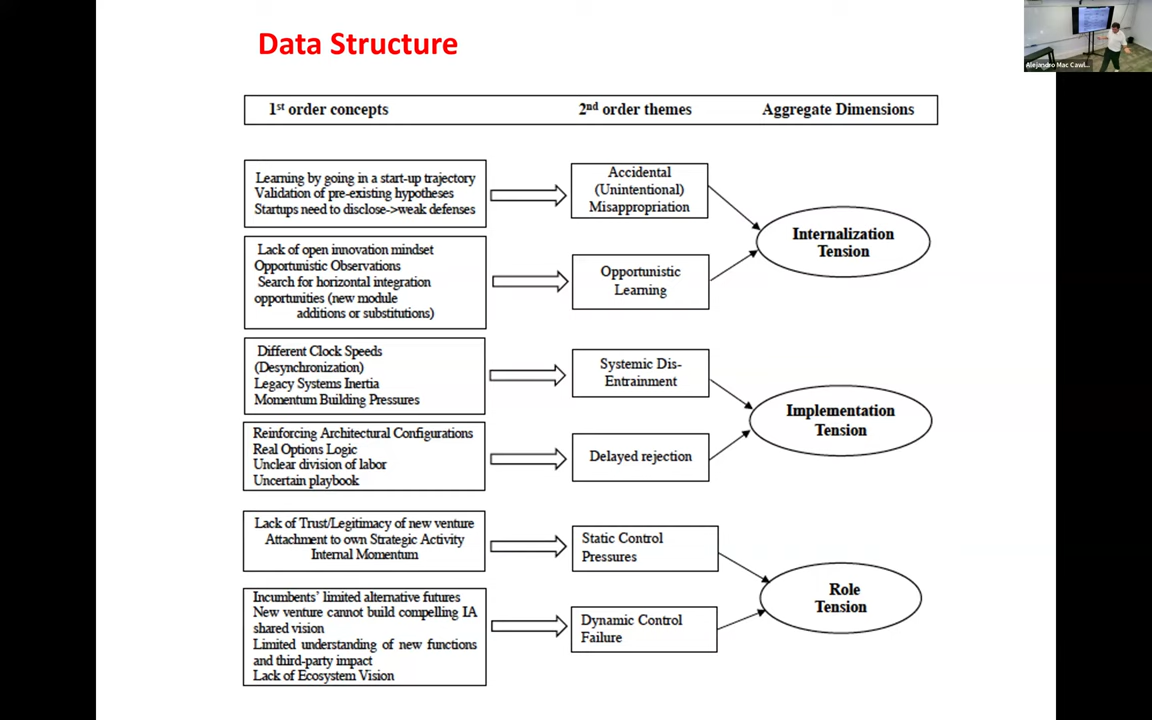 Data Structure
Alejandro Mac Cawl...
1st order concepts 2nd order themes Aggregate Dimensions
Learning by going in a start-up trajectory
Validation of pre-existing hypotheses
Startups need to disclose->weak defenses
Accidental
(Unintentional)
Misappropriation
Internalization
Tension
Lack of open innovation mindset
Opportunistic Observations
Search for horizontal integration
opportunities (new module
additions or substitutions)
Opportunistic
Learning
Different Clock Speeds
(Desynchronization)
Legacy Systems Inertia
Momentum Building Pressures
Systemic Dis-
Entrainment
Implementation
Tension
Reinforcing Architectural Configurations
Real Options Logic
Unclear division of labor
Uncertain playbook
Delayed rejection
Lack of Trust/Legitimacy of new venture
Attachment to own Strategic Activity
Internal Momentum
Static Control
Pressures
Role
Tension
Incumbents' limited alternative futures
New venture cannot build compelling IA
shared vision
Limited understanding of new functions
and third-party impact
Lack of Ecosystem Vision
Dynamic Control
Failure